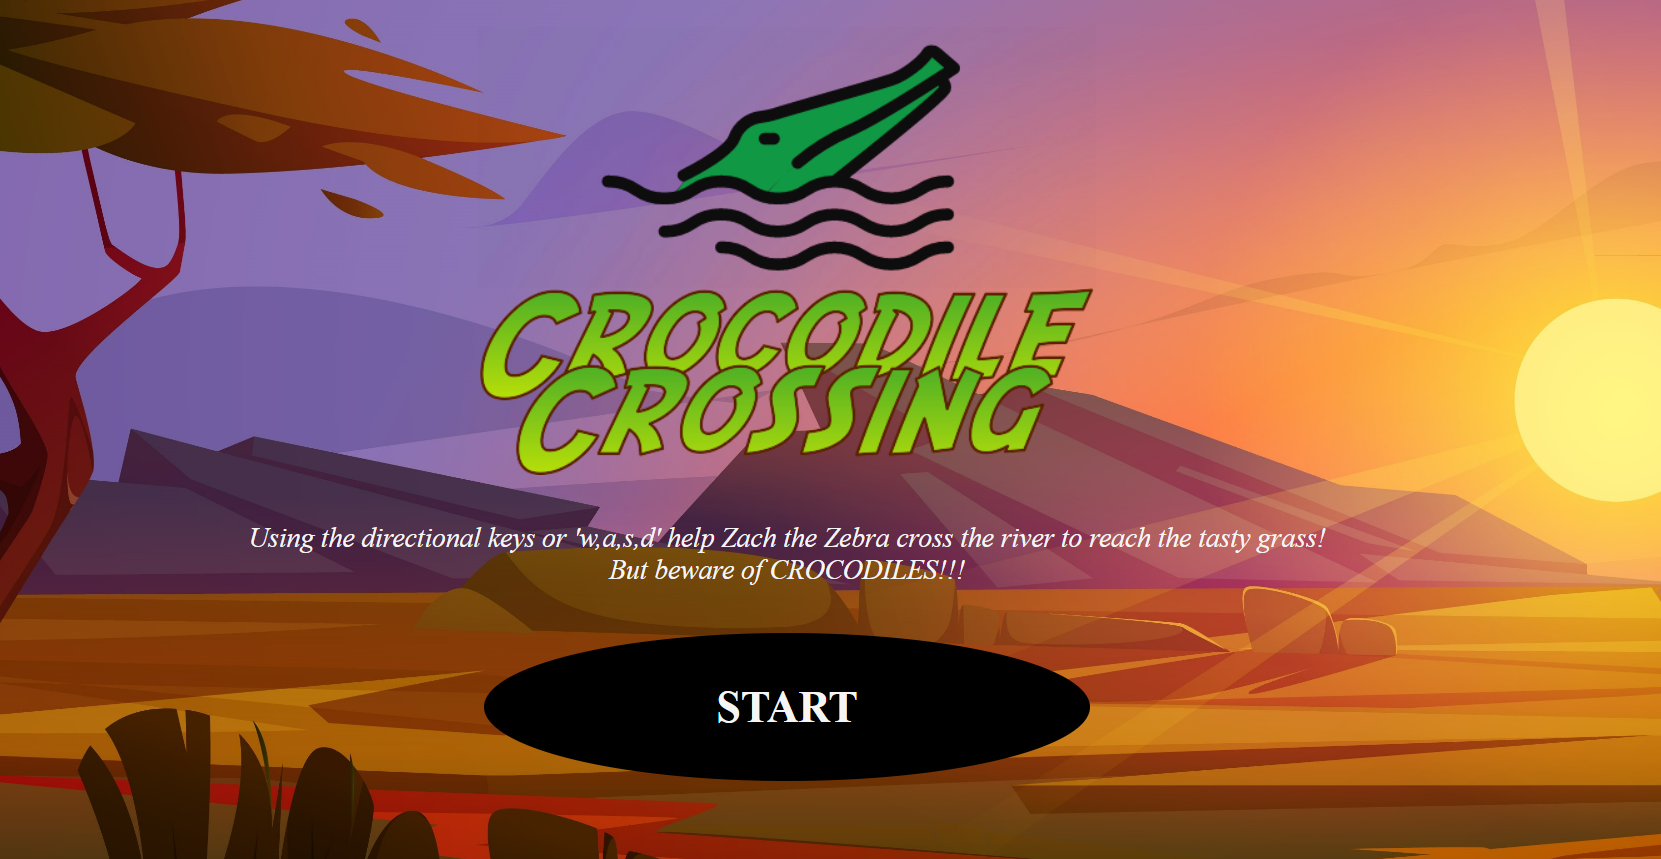 CROCODILE
CROSSING
Using the directional keys or 'w,a,s,d' help Zach the Zebra cross the river to reach the tasty grass!
But beware of CROCODILES!!!
START